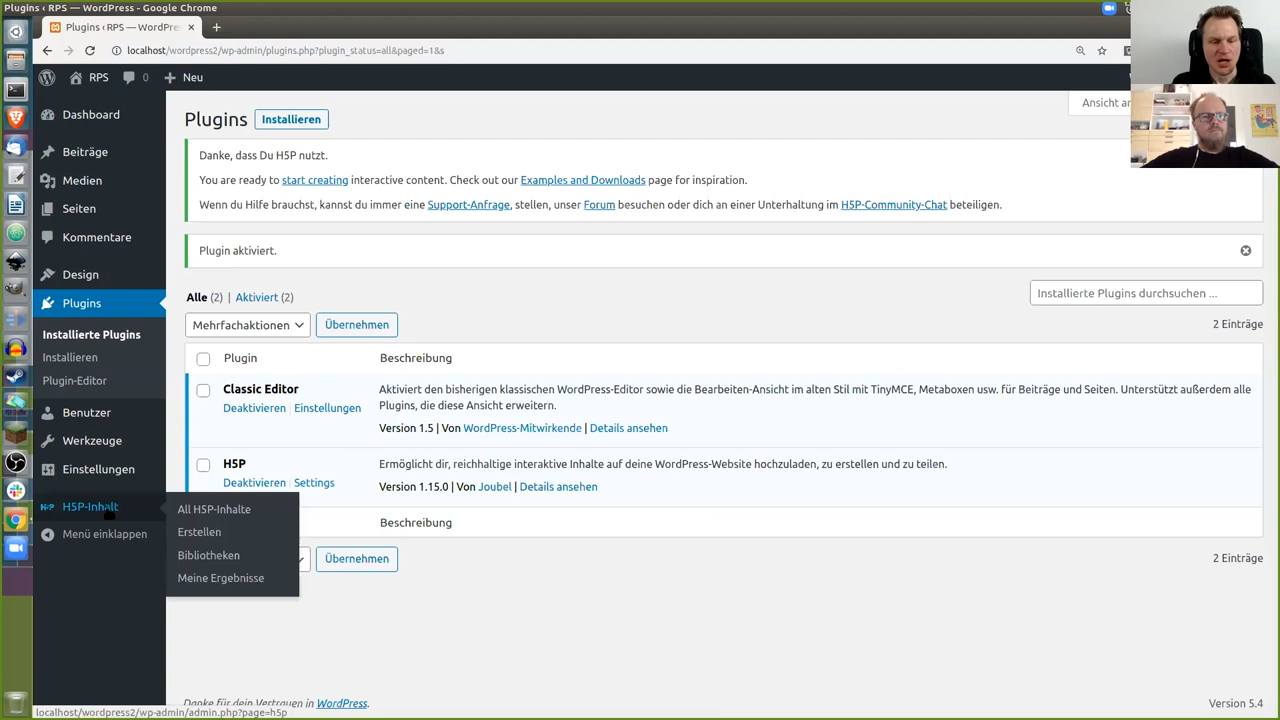 PlugIns ‹ RPS — WordPress - Google Chrome
Plugins ‹ RPS — WordPre
localhost/wordpress2/wp-admin/plugins.php?plugin_status=all&paged=1&s
RPS 0 Neu
Dashboard
Beiträge
Medien
Seiten
Kommentare
Design
Plugins
Installierte Plugins
Installieren
Plugin-Editor
Benutzer
Werkzeuge
Einstellungen
H5P-Inhalt
Menü einklappen
All H5P-Inhalte
Erstellen
Bibliotheken
Meine Ergebnisse
Plugins Installieren
Ansicht
Danke, dass Du H5P nutzt.
You are ready to start creating interactive content. Check out our Examples and Downloads page for inspiration.
Wenn du Hilfe brauchst, kannst du immer eine Support-Anfrage, stellen, unser Forum besuchen oder dich an einer Unterhaltung im H5P-Community-Chat beteiligen.
Plugin aktiviert.
Alle (2) | Aktiviert (2)
Installierte Plugins durchsuchen ...
Mehrfachaktionen Übernehmen
2 Einträge
Plugin Beschreibung
Classic Editor
Deaktivieren | Einstellungen
Aktiviert den bisherigen klassischen WordPress-Editor sowie die Bearbeiten-Ansicht im alten Stil mit TinyMCE, Metaboxen usw. für Beiträge und Seiten. Unterstützt außerdem alle
Plugins, die diese Ansicht erweitern.
Version 1.5 | Von WordPress-Mitwirkende | Details ansehen
H5P
Deaktivieren | Settings
Ermöglicht dir, reichhaltige interaktive Inhalte auf deine WordPress-Website hochzuladen, zu erstellen und zu teilen.
Version 1.15.0 | Von Joubel | Details ansehen
Beschreibung
Übernehmen
2 Einträge
Danke für dein Vertrauen in WordPress.
Version 5.4
localhost/wordpress2/wp-admin/admin.php?page=h5p